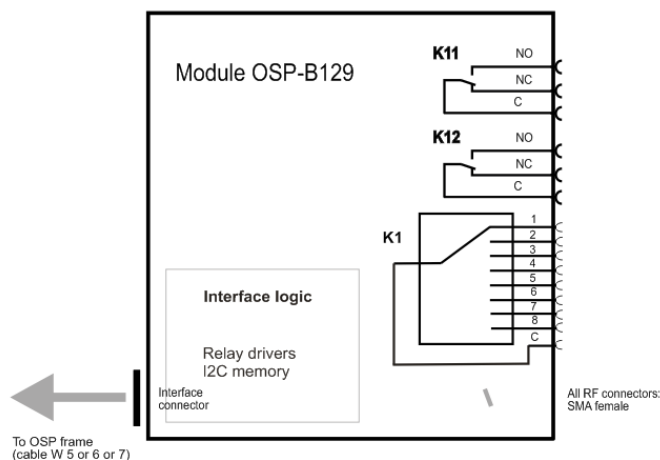 Module OSP-B129
K11
NO
NC
C
K12
NO
NC
C
K1
1
2
3
4
5
6
7
8
C
Interface logic
Relay drivers
I2C memory
Interface
connector
To OSP frame
(cable W 5 or 6 or 7)
All RF connectors:
SMA female